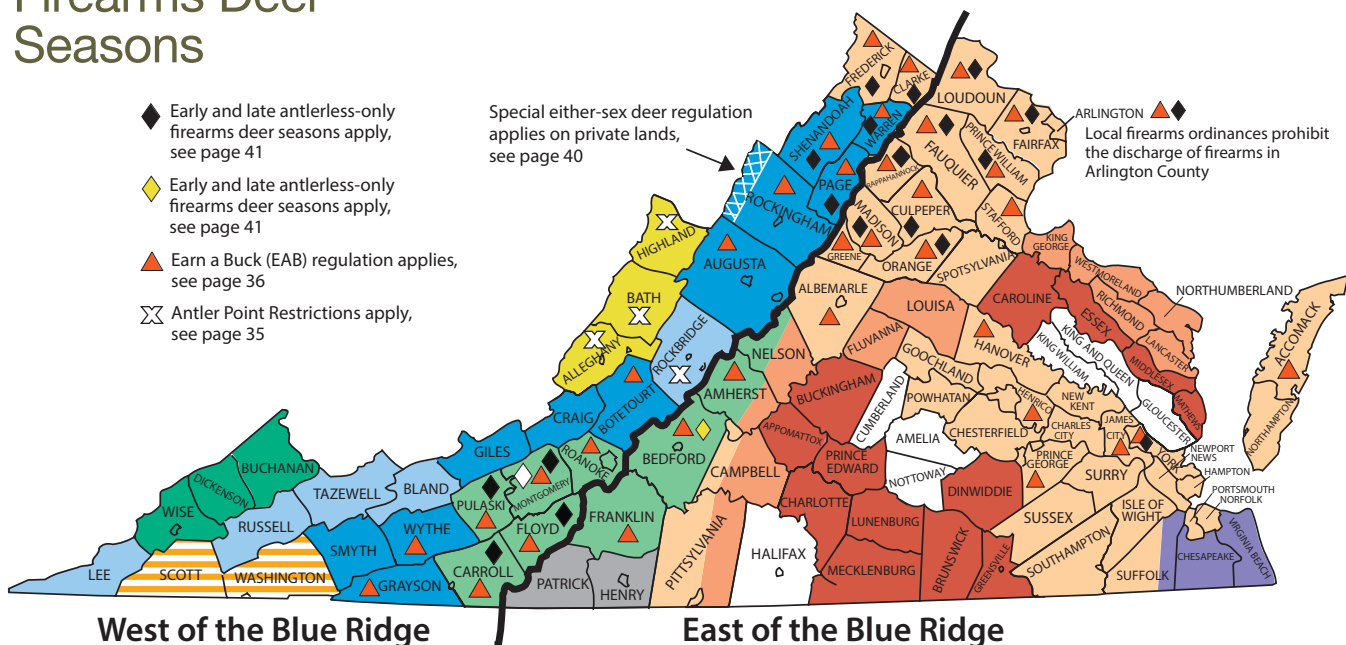 Firearms Deer
Seasons
Early and late antlerless-only
firearms deer seasons apply,
see page 41
Early and late antlerless-only
firearms deer seasons apply,
see page 41
Earn a Buck (EAB) regulation applies,
see page 36
Antler Point Restrictions apply,
see page 35
Special either-sex deer regulation
applies on private lands,
see page 40
ARLINGTON
Local firearms ordinances prohibit
the discharge of firearms in
Arlington County
FREDERICK
CLARKE
LOUDOUN
SHENANDOAH
WARREN
FAIRFAX
PRINCE WILLIAM
FAUQUIER
RAPPAHANNOCK
PAGE
ROCKINGHAM
CULPEPER
MADISON
STAFFORD
HIGHLAND
GREENE
ORANGE
SPOTSYLVANIA
KING
GEORGE
WESTMORELAND
AUGUSTA
ALBEMARLE
LOUISA
CAROLINE
RICHMOND
NORTHUMBERLAND
BATH
ESSEX
LANCASTER
ACCOMACK
ALLEGHANY
ROCKBRIDGE
NELSON
FLUVANNA
HANOVER
KING AND QUEEN
KING WILLIAM
MIDDLESEX
GOOCHLAND
MATHEWS
AMHERST
BUCKINGHAM
CUMBERLAND
POWHATAN
HENRICO
NEW
KENT
GLOUCESTER
NORTHAMPTON
CRAIG
BOTETOURT
APPOMATTOX
AMELIA
CHESTERFIELD
CHARLES
CITY
JAMES
CITY
YORK
NEWPORT
NEWS
HAMPTON
GILES
ROANOKE
BEDFORD
CAMPBELL
PRINCE
EDWARD
NOTTOWAY
PRINCE
GEORGE
SURRY
PORTSMOUTH
NORFOLK
BUCHANAN
DICKENSON
WISE
TAZEWELL
BLAND
PULASKI
MONTGOMERY
CHARLOTTE
DINWIDDIE
ISLE OF
WIGHT
RUSSELL
WYTHE
FLOYD
FRANKLIN
PITTSYLVANIA
LUNENBURG
SUSSEX
SMYTH
HALIFAX
BRUNSWICK
GREENSVILLE
SOUTHAMPTON
CHESAPEAKE
VIRGINIA BEACH
LEE
SCOTT
WASHINGTON
GRAYSON
CARROLL
PATRICK
HENRY
MECKLENBURG
SUFFOLK
West of the Blue Ridge
East of the Blue Ridge